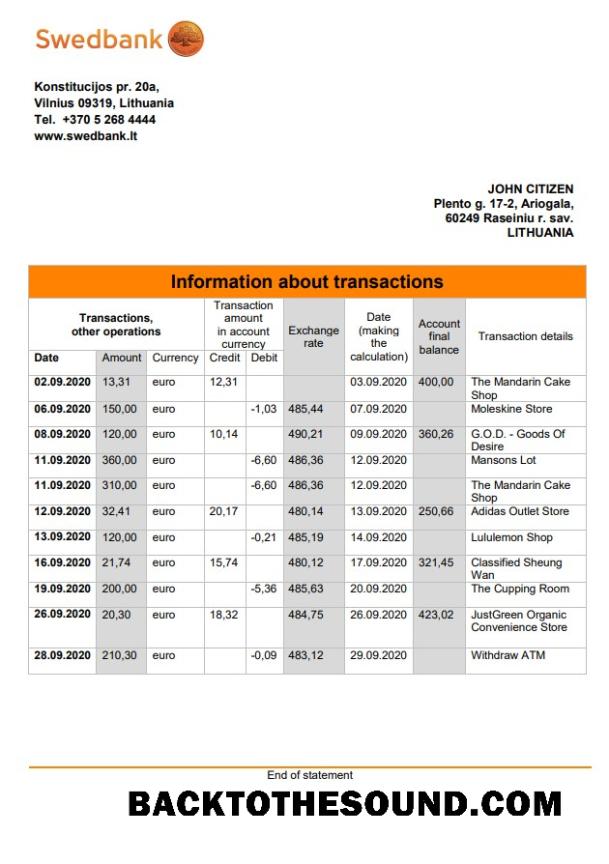 Swedbank
Konstitucijos pr. 20a,
Vilnius 09319, Lithuania
Tel.  +370 5 268 4444
www.swedbank.lt
JOHN CITIZEN
Plento g. 17-2, Ariogala,
60249 Raseiniu r. sav.
LITHUANIA
Information about transactions
Transactions, other operations | Transaction amount in account currency | Exchange rate | Date (making the calculation) | Account final balance | Transaction details
Date Amount Currency Credit Debit
02.09.2020 13,31 euro 12,31 03.09.2020 400,00 The Mandarin Cake
Shop
06.09.2020 150,00 euro -1,03 485,44 07.09.2020 Moleskine Store
08.09.2020 120,00 euro 10,14 490,21 09.09.2020 360,26 G.O.D. - Goods Of
Desire
11.09.2020 360,00 euro -6,60 486,36 12.09.2020 Mansons Lot
11.09.2020 310,00 euro -6,60 486,36 12.09.2020 The Mandarin Cake
Shop
12.09.2020 32,41 euro 20,17 480,14 13.09.2020 250,66 Adidas Outlet Store
13.09.2020 120,00 euro -0,21 485,19 14.09.2020 Lululemon Shop
16.09.2020 21,74 euro 15,74 480,12 17.09.2020 321,45 Classified Sheung
Wan
19.09.2020 200,00 euro -5,36 485,63 20.09.2020 The Cupping Room
26.09.2020 20,30 euro 18,32 484,75 26.09.2020 423,02 JustGreen Organic
Convenience Store
28.09.2020 210,30 euro -0,09 483,12 29.09.2020 Withdraw ATM
End of statement
BACKTOTHESOUND.COM